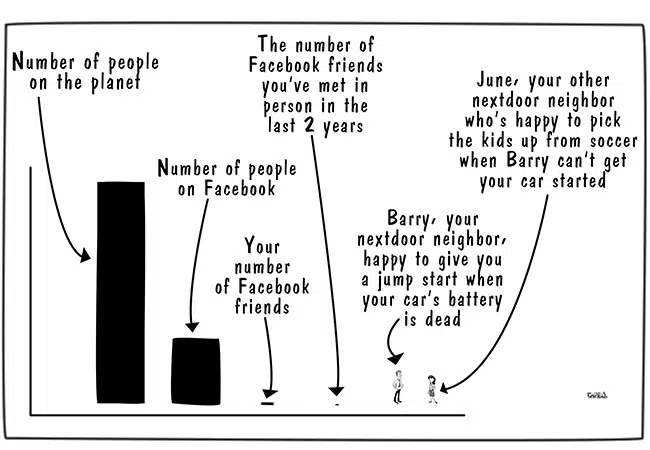 Number of people
on the planet
Number of people
on Facebook
Your
number
of Facebook
friends
The number of
Facebook friends
you've met in
person in the
last 2 years
Barry, your
nextdoor neighbor,
happy to give you
a jump start when
your car's battery
is dead
June, your other
nextdoor neighbor
who's happy to pick
the kids up from soccer
when Barry can't get
your car started